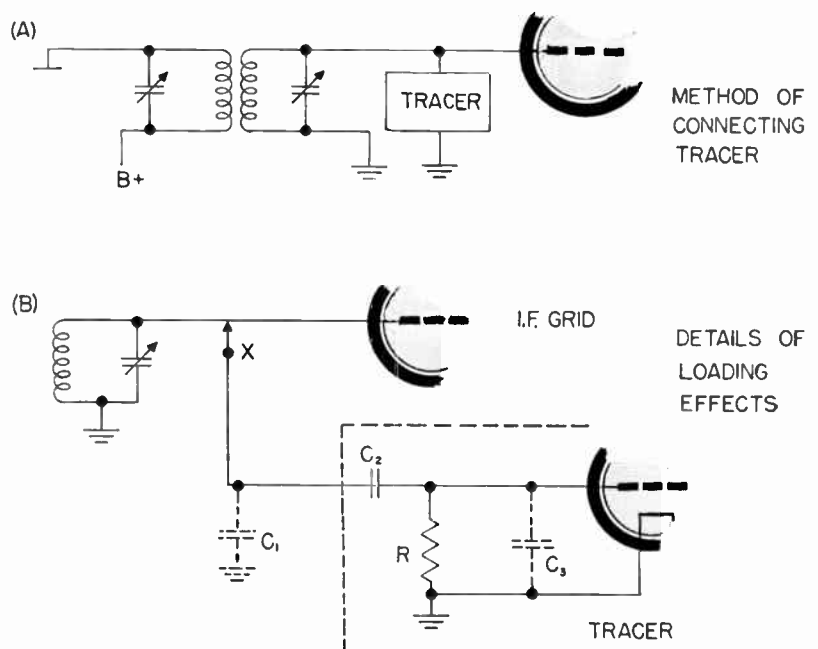 (A)
TRACER
METHOD OF
CONNECTING
TRACER
B+
(B)
I.F. GRID
X
DETAILS OF
LOADING
EFFECTS
C₂
C₁
R
C₃
TRACER